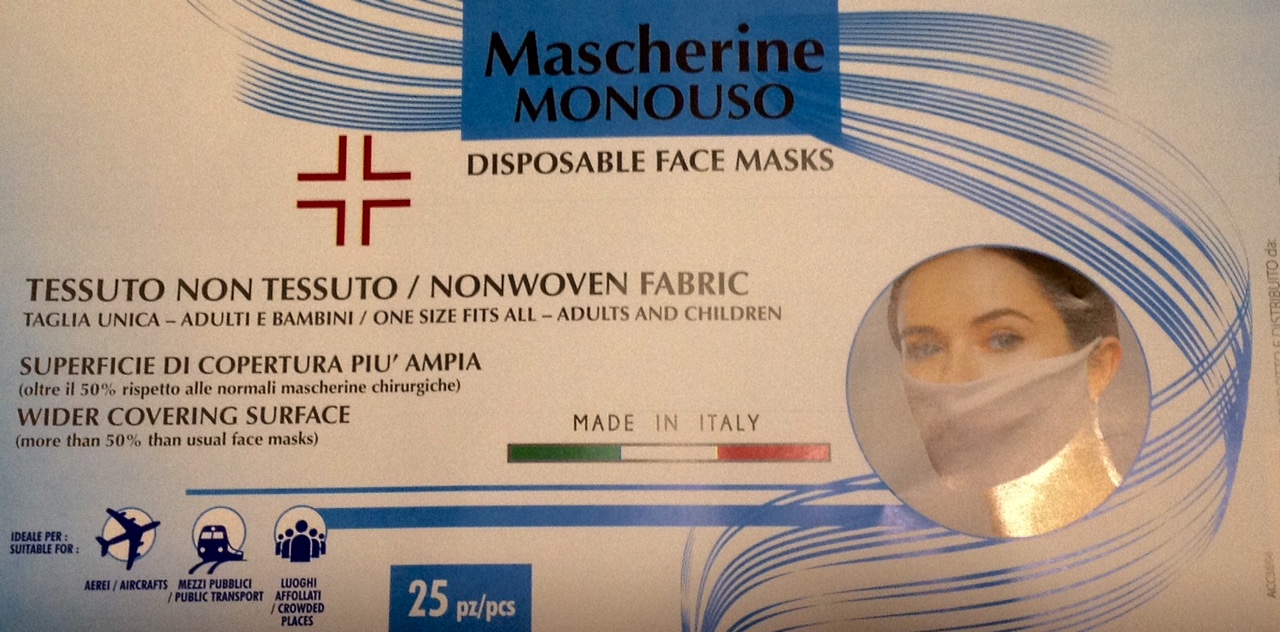 Mascherine
MONOUSO
DISPOSABLE FACE MASKS
TESSUTO NON TESSUTO / NONWOVEN FABRIC
TAGLIA UNICA – ADULTI E BAMBINI / ONE SIZE FITS ALL – ADULTS AND CHILDREN
SUPERFICIE DI COPERTURA PIU' AMPIA
(oltre il 50% rispetto alle normali mascherine chirurgiche)
WIDER COVERING SURFACE
(more than 50% than usual face masks)
MADE IN ITALY
IDEALE PER :
SUITABLE FOR :
AEREI / AIRCRAFTS
MEZZI PUBBLICI
/ PUBLIC TRANSPORT
LUOGHI
AFFOLLATI
/ CROWDED
PLACES
25 pz/pcs
DISTRIBUITO da: